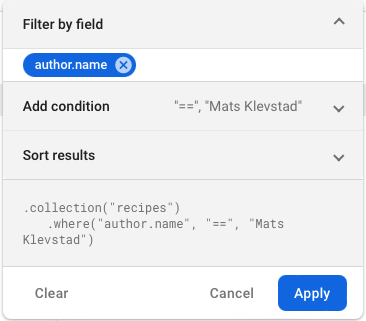 Filter by field
author.name
Add condition "==", "Mats Klevstad"
Sort results
.collection("recipes")
.where("author.name", "==", "Mats
Klevstad")
Clear Cancel Apply